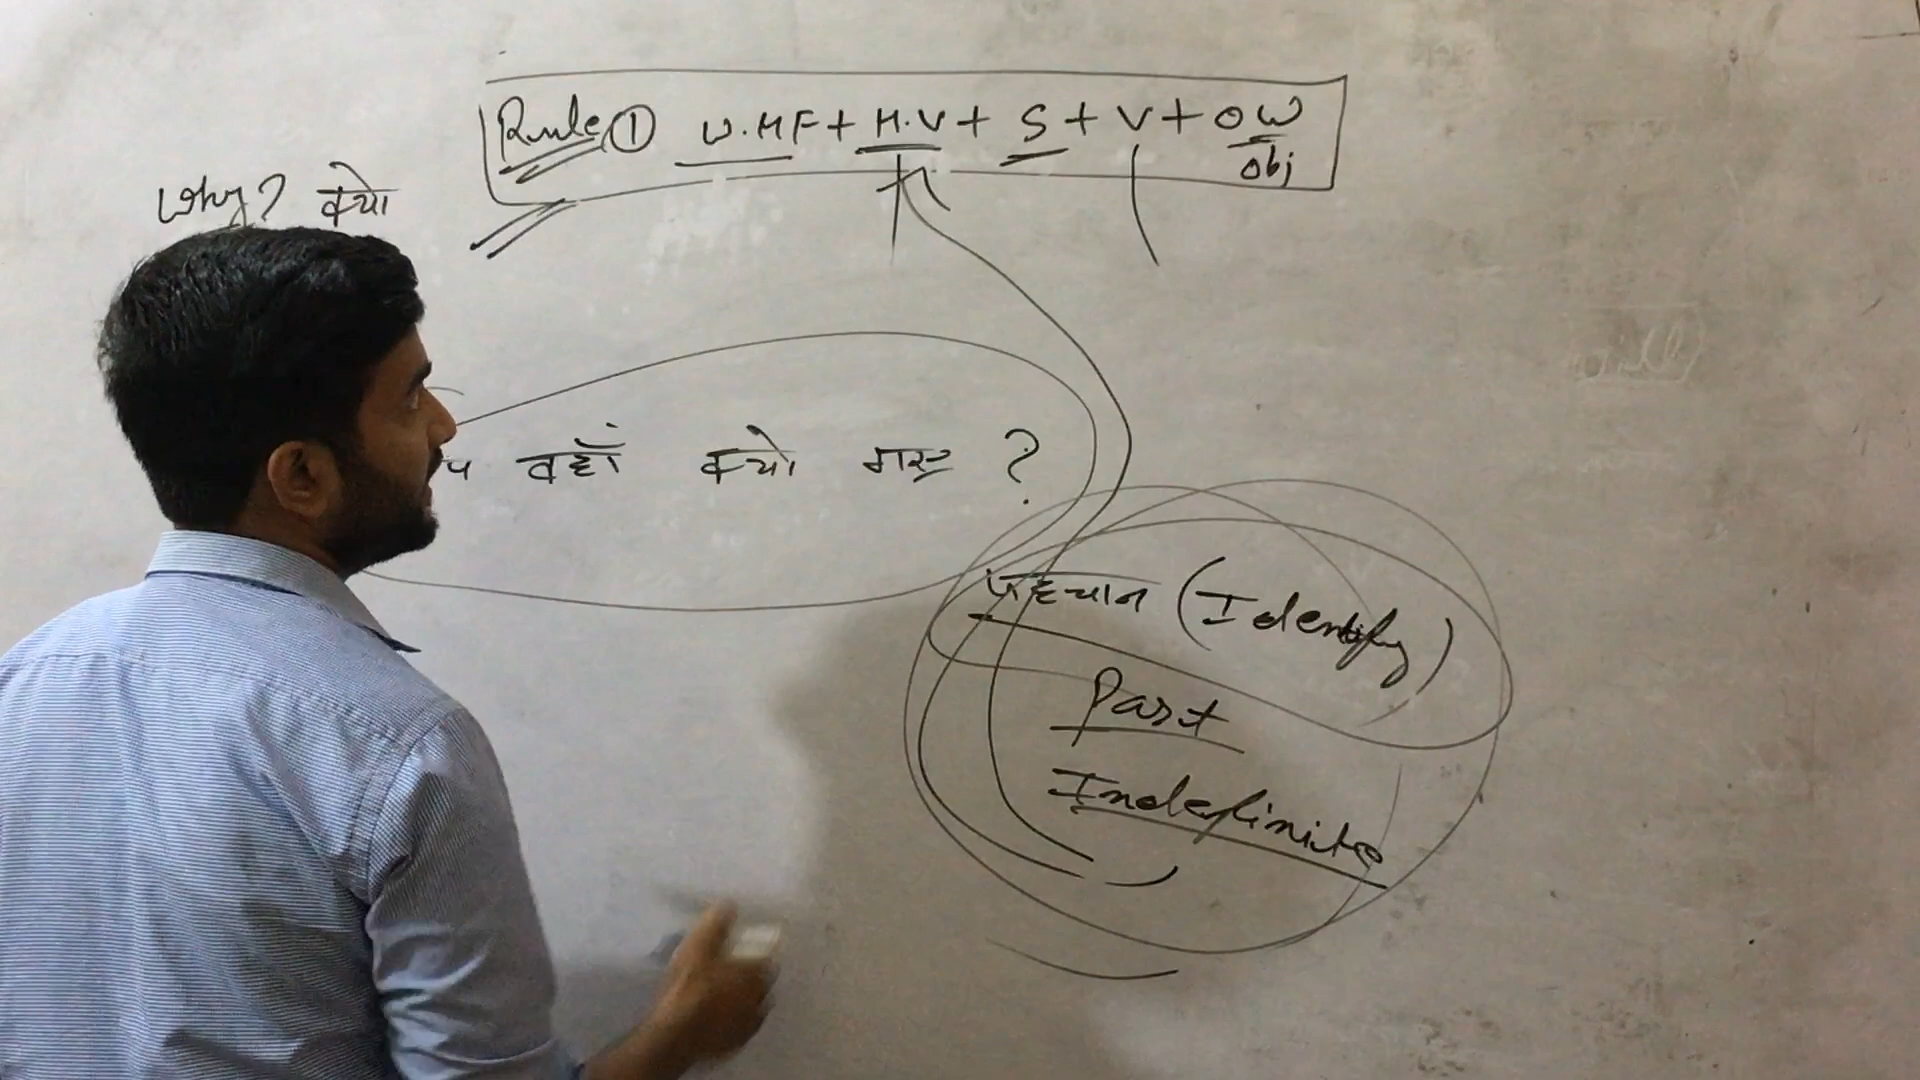 Rule ① W.H F + H.V + S + V + O W
obj
Why? क्यो
प वहाँ क्यो गए ?
पहचान (Identify)
Past
Indefinite